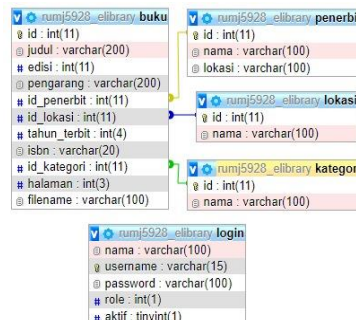 rumj5928_elibrary buku
id : int(11)
judul : varchar(200)
edisi : int(11)
pengarang : varchar(200)
id_penerbit : int(11)
id_lokasi : int(11)
tahun_terbit : int(4)
isbn : varchar(20)
id_kategori : int(11)
halaman : int(3)
filename : varchar(100)
rumj5928_elibrary penerbi
id : int(11)
nama : varchar(100)
lokasi : varchar(100)
rumj5928_elibrary lokasi
id : int(11)
nama : varchar(100)
rumj5928_elibrary kategor
id : int(11)
nama : varchar(100)
rumj5928_elibrary login
nama : varchar(100)
username : varchar(15)
password : varchar(100)
role : int(1)
aktif : tinyint(1)